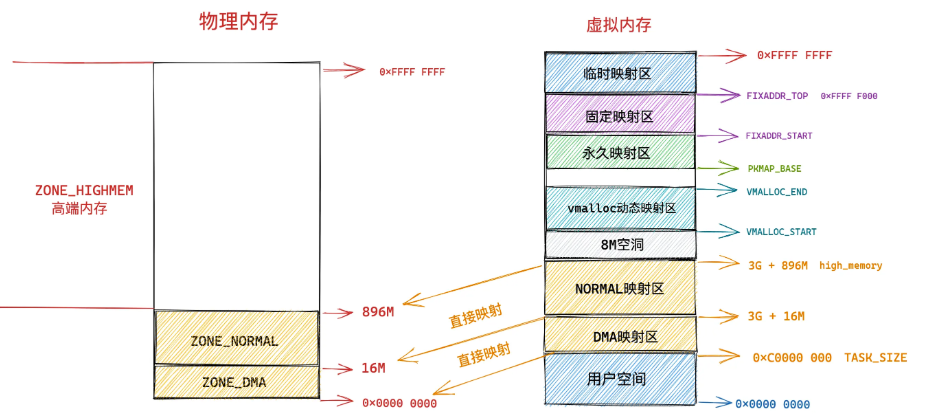 物理内存
虚拟内存
0×FFFF FFFF
ZONE_HIGHMEM
高端内存
896M
ZONE_NORMAL
16M
ZONE_DMA
0×0000 0000
直接映射
直接映射
临时映射区
0×FFFF FFFF
FIXADDR_TOP 0×FFFF F000
固定映射区
FIXADDR_START
永久映射区
PKMAP_BASE
VMALLOC_END
vmalloc动态映射区
VMALLOC_START
8M空洞
3G + 896M high_memory
NORMAL映射区
3G + 16M
DMA映射区
0×C0000 000 TASK_SIZE
用户空间
0×0000 0000